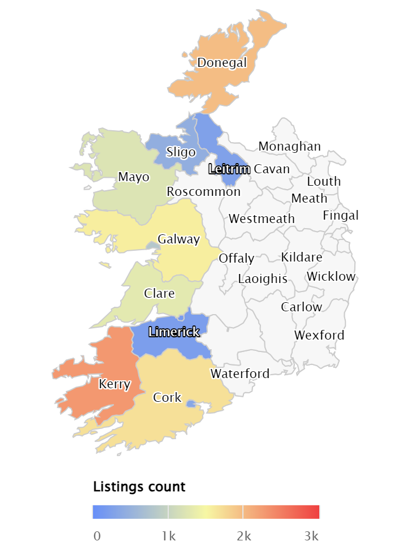 Donegal
Monaghan
Sligo
Leitrim
Cavan
Mayo
Louth
Roscommon
Meath
Westmeath
Fingal
Galway
Offaly
Kildare
Laoighis
Wicklow
Clare
Carlow
Limerick
Wexford
Waterford
Kerry
Cork
Listings count
0 1k 2k 3k